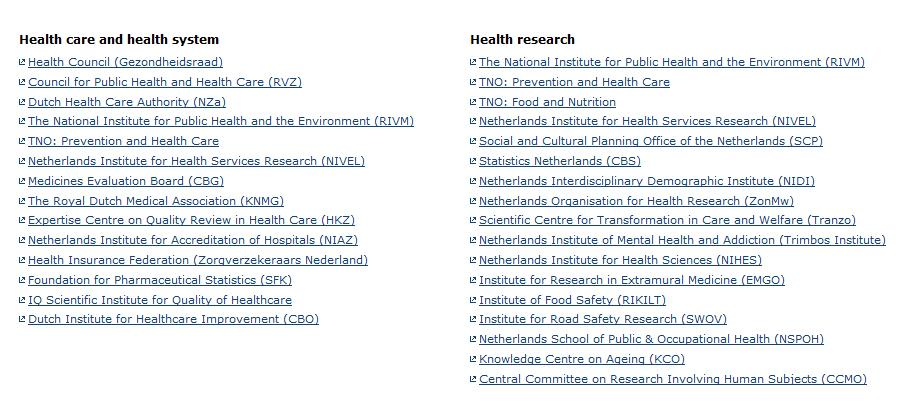 Health care and health system
Health Council (Gezondheidsraad)
Council for Public Health and Health Care (RVZ)
Dutch Health Care Authority (NZa)
The National Institute for Public Health and the Environment (RIVM)
TNO: Prevention and Health Care
Netherlands Institute for Health Services Research (NIVEL)
Medicines Evaluation Board (CBG)
The Royal Dutch Medical Association (KNMG)
Expertise Centre on Quality Review in Health Care (HKZ)
Netherlands Institute for Accreditation of Hospitals (NIAZ)
Health Insurance Federation (Zorgverzekeraars Nederland)
Foundation for Pharmaceutical Statistics (SFK)
IQ Scientific Institute for Quality of Healthcare
Dutch Institute for Healthcare Improvement (CBO)
Health research
The National Institute for Public Health and the Environment (RIVM)
TNO: Prevention and Health Care
TNO: Food and Nutrition
Netherlands Institute for Health Services Research (NIVEL)
Social and Cultural Planning Office of the Netherlands (SCP)
Statistics Netherlands (CBS)
Netherlands Interdisciplinary Demographic Institute (NIDI)
Netherlands Organisation for Health Research (ZonMw)
Scientific Centre for Transformation in Care and Welfare (Tranzo)
Netherlands Institute of Mental Health and Addiction (Trimbos Institute)
Netherlands Institute for Health Sciences (NIHES)
Institute for Research in Extramural Medicine (EMGO)
Institute of Food Safety (RIKILT)
Institute for Road Safety Research (SWOV)
Netherlands School of Public & Occupational Health (NSPOH)
Knowledge Centre on Ageing (KCO)
Central Committee on Research Involving Human Subjects (CCMO)